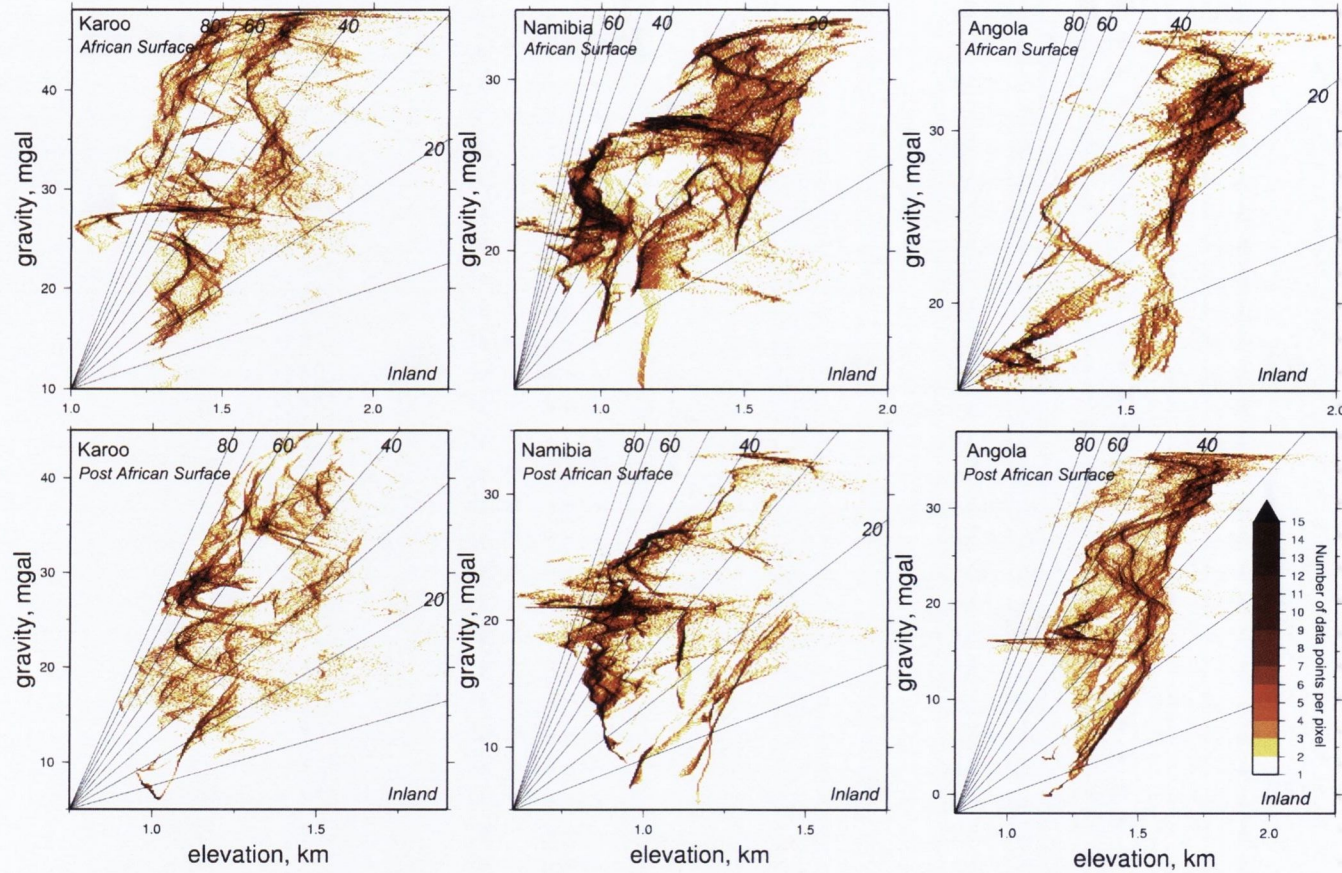 Karoo
African Surface
80 60 40
20
gravity, mgal
40
30
20
10
1.0 1.5 2.0
Inland
Namibia
African Surface
60 40 20
gravity, mgal
30
20
1.0 1.5 2.0
Inland
Angola
African Surface
80 60 40
20
gravity, mgal
30
20
1.5 2.0
Inland
Karoo
Post African Surface
80 60 40
20
gravity, mgal
40
30
20
10
1.0 1.5
elevation, km
Inland
Namibia
Post African Surface
80 60 40
20
gravity, mgal
30
20
10
1.0 1.5
elevation, km
Inland
Angola
Post African Surface
80 60 40
gravity, mgal
30
20
10
0
1.0 1.5 2.0
elevation, km
Inland
15
14
13
12
11
10
9
8
7
6
5
4
3
2
1
Number of data points per pixel